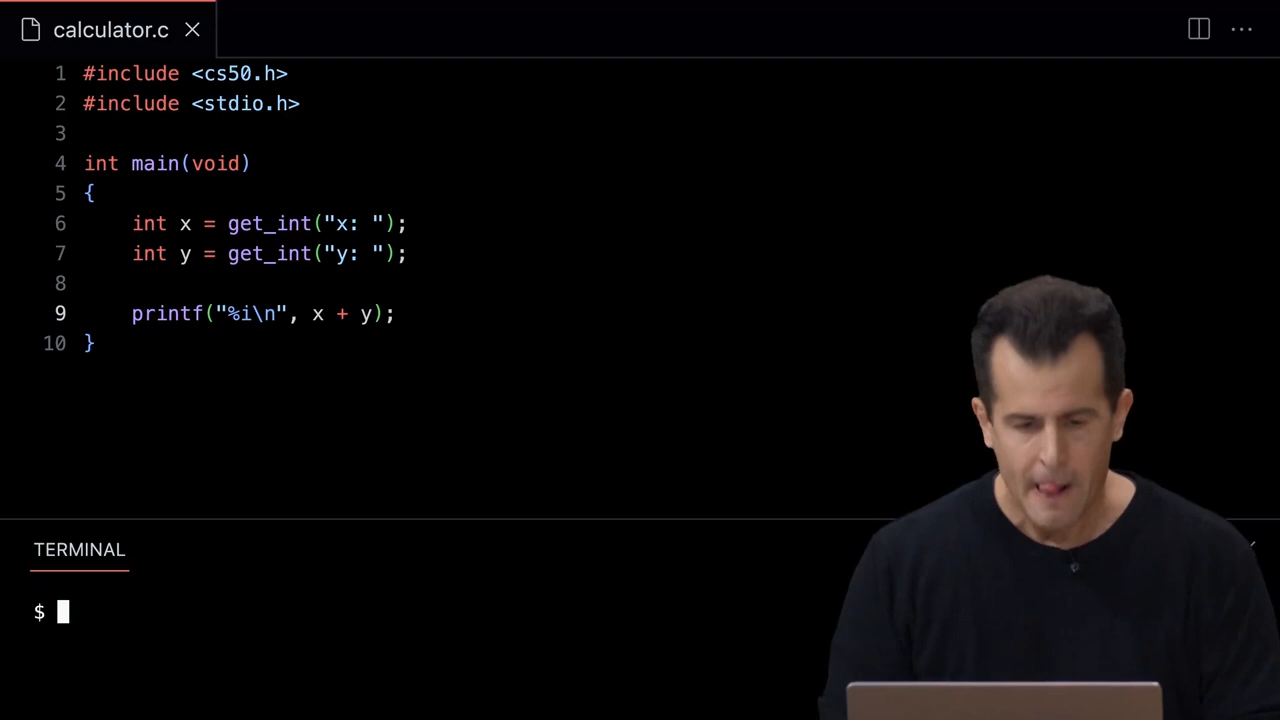 calculator.c
1 #include <cs50.h>
2 #include <stdio.h>
3
4 int main(void)
5 {
6     int x = get_int("x: ");
7     int y = get_int("y: ");
8
9     printf("%i\n", x + y);
10 }
TERMINAL
$